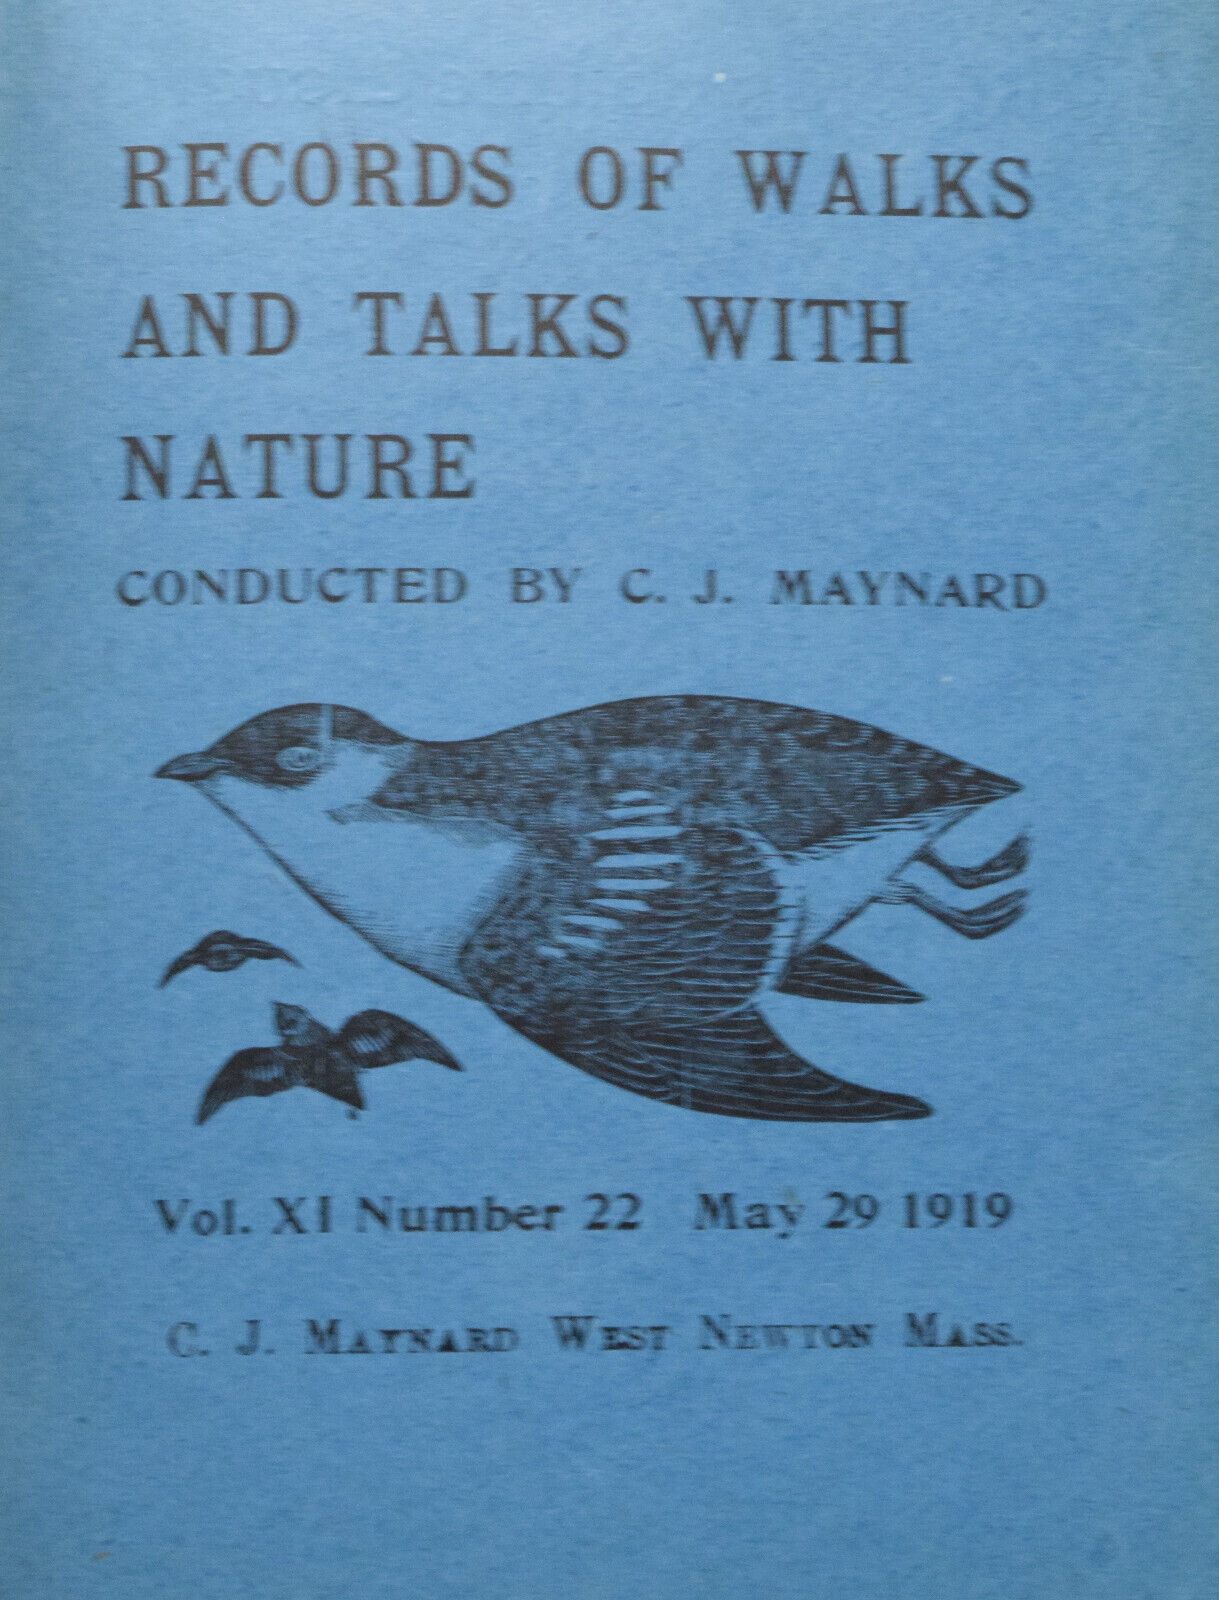 RECORDS OF WALKS
AND TALKS WITH
NATURE
CONDUCTED BY C. J. MAYNARD
Vol. XI Number 22 May 29 1919
C. J. MAYNARD WEST NEWTON MASS.